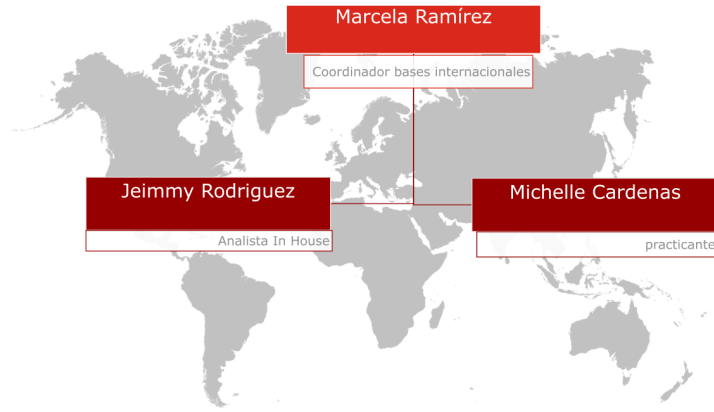 Marcela Ramírez
Coordinador bases internacionales
Jeimmy Rodriguez
Analista In House
Michelle Cardenas
practicante